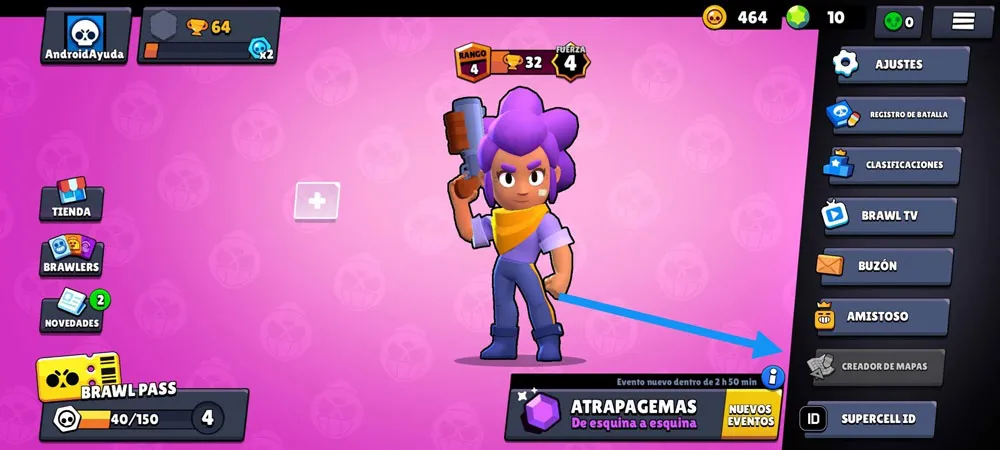 AndroidAyuda
64
x2
464
10
0
RANGO
4
32
FUERZA
4
AJUSTES
REGISTRO DE BATALLA
CLASIFICACIONES
BRAWL TV
BUZÓN
AMISTOSO
CREADOR DE MAPAS
ID
SUPERCELL ID
TIENDA
BRAWLERS
2
NOVEDADES
BRAWL PASS
40/150
4
Evento nuevo dentro de 2 h 50 min
i
ATRAPAGEMAS
De esquina a esquina
NUEVOS
EVENTOS